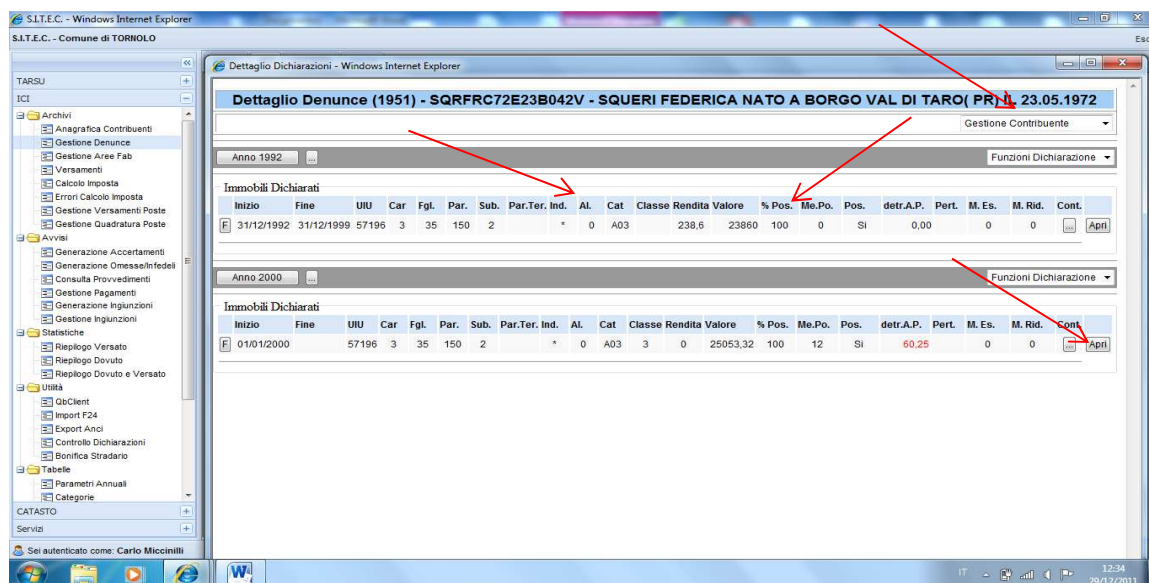 S.I.T.E.C. - Windows Internet Explorer
S.I.T.E.C. - Comune di TORNOLO
Esc
TARSU
ICI
Archivi
Anagrafica Contribuenti
Gestione Denunce
Gestione Aree Fab
Versamenti
Calcolo Imposta
Errori Calcolo Imposta
Gestione Versamenti Poste
Gestione Quadratura Poste
Avvisi
Generazione Accertamenti
Generazione Omesse/Infedeli
Consulta Provvedimenti
Gestione Pagamenti
Generazione Ingiunzioni
Gestione Ingiunzioni
Statistiche
Riepilogo Versato
Riepilogo Dovuto
Riepilogo Dovuto e Versato
Utilità
QbClient
Import F24
Export Anci
Controllo Dichiarazioni
Bonifica Stradario
Tabelle
Parametri Annuali
Categorie
CATASTO
Servizi
Sei autenticato come: Carlo Miccinilli
Dettaglio Dichiarazioni - Windows Internet Explorer
Dettaglio Denunce (1951) - SQRFRC72E23B042V - SQUERI FEDERICA NATO A BORGO VAL DI TARO( PR) IL 23.05.1972
Gestione Contribuente
Anno 1992 ... Funzioni Dichiarazione
Immobili Dichiarati
Inizio Fine UIU Car Fgl. Par. Sub. Par.Ter. Ind. Al. Cat Classe Rendita Valore % Pos. Me.Po. Pos. detr.A.P. Pert. M. Es. M. Rid. Cont.
F 31/12/1992 31/12/1999 57196 3 35 150 2 * 0 A03 238,6 23860 100 0 Si 0,00 0 0 ... Apri
Anno 2000 ... Funzioni Dichiarazione
Immobili Dichiarati
Inizio Fine UIU Car Fgl. Par. Sub. Par.Ter. Ind. Al. Cat Classe Rendita Valore % Pos. Me.Po. Pos. detr.A.P. Pert. M. Es. M. Rid. Cont.
F 01/01/2000 57196 3 35 150 2 * 0 A03 3 0 25053,32 100 12 Si 60,25 0 0 ... Apri
IT
12:34
29/12/2011